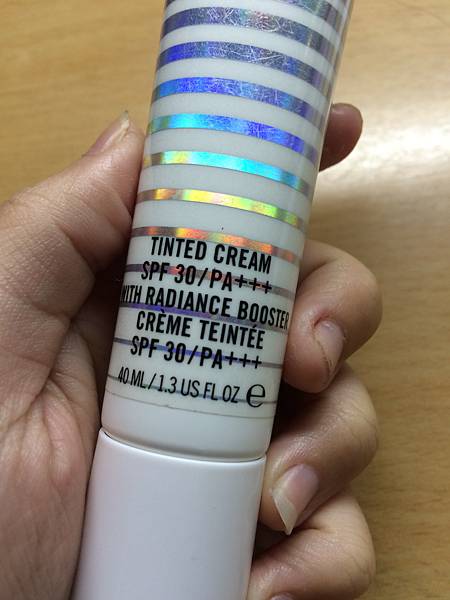 TINTED CREAM
SPF 30/PA+++
WITH RADIANCE BOOSTER
CRÈME TEINTÉE
SPF 30/PA+++
40 ML/1.3 US FL OZ ℮